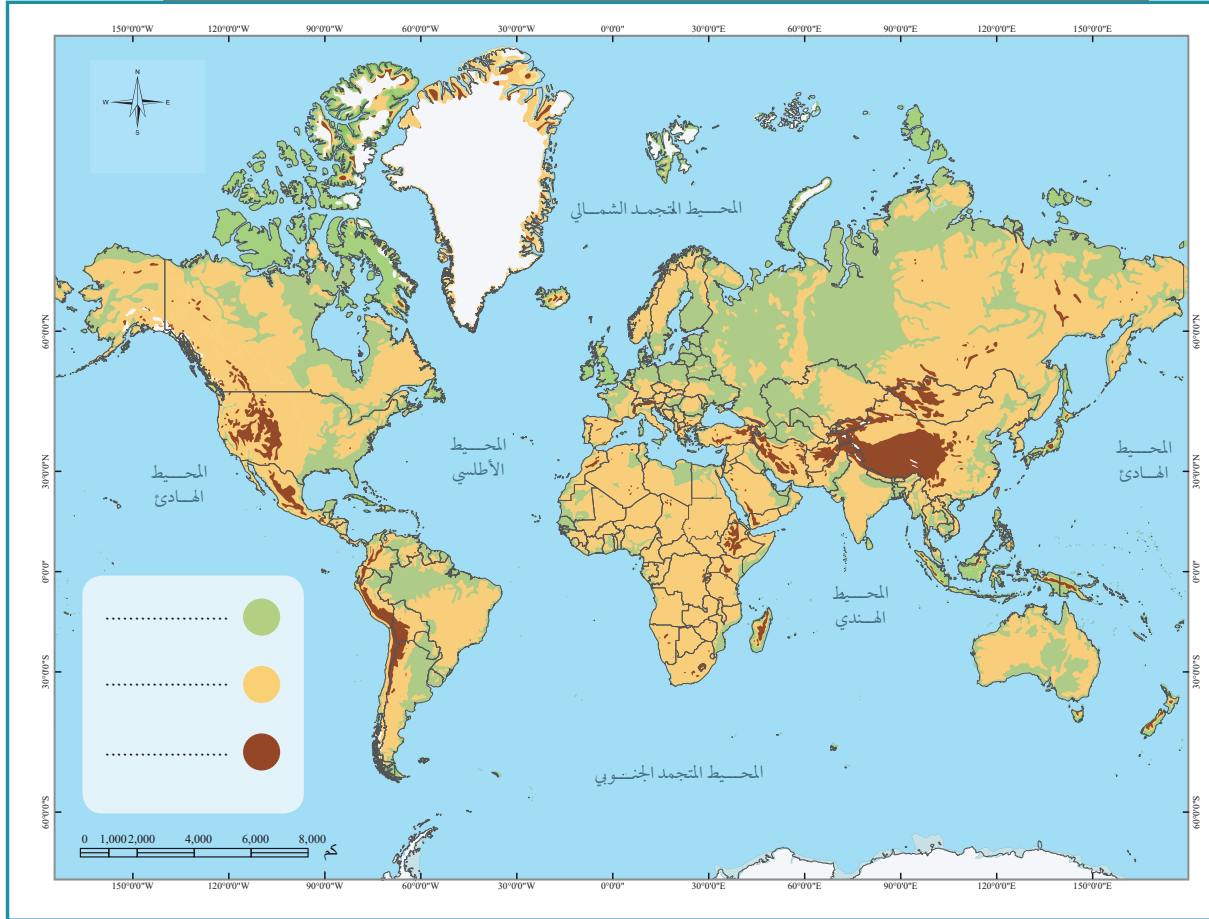 150°0'0"W 120°0'0"W 90°0'0"W 60°0'0"W 30°0'0"W 0°0'0" 30°0'0"E 60°0'0"E 90°0'0"E 120°0'0"E 150°0'0"E
N
W E
S
المحيط المتجمد الشمالي
60°0'0"N 60°0'0"N
المحيط
الأطلسي
المحيط
الهادئ
المحيط
الهادئ
30°0'0"N 30°0'0"N
0°0'0" 0°0'0"
المحيط
الهندي
....................
....................
....................
30°0'0"S 30°0'0"S
المحيط المتجمد الجنوبي
60°0'0"S 60°0'0"S
0 1,000 2,000 4,000 6,000 8,000
كم
150°0'0"W 120°0'0"W 90°0'0"W 60°0'0"W 30°0'0"W 0°0'0" 30°0'0"E 60°0'0"E 90°0'0"E 120°0'0"E 150°0'0"E